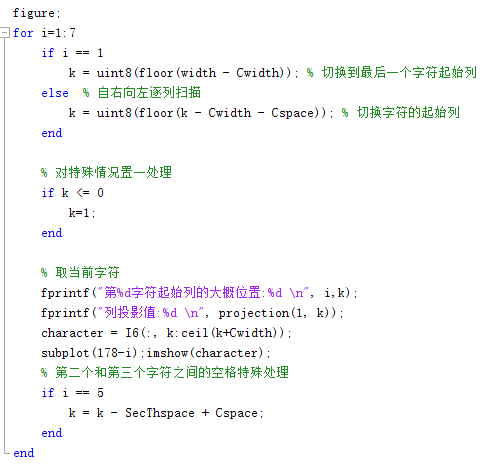 figure;
for i=1:7
if i == 1
k = uint8(floor(width - Cwidth)); % 切换到最后一个字符起始列
else % 自右向左逐列扫描
k = uint8(floor(k - Cwidth - Cspace)); % 切换字符的起始列
end
% 对特殊情况置一处理
if k <= 0
k=1;
end
% 取当前字符
fprintf("第%d字符起始列的大概位置:%d \n", i,k);
fprintf("列投影值:%d \n", projection(1, k));
character = I6(:, k:ceil(k+Cwidth));
subplot(178-i);imshow(character);
% 第二个和第三个字符之间的空格特殊处理
if i == 5
k = k - SecThspace + Cspace;
end
end